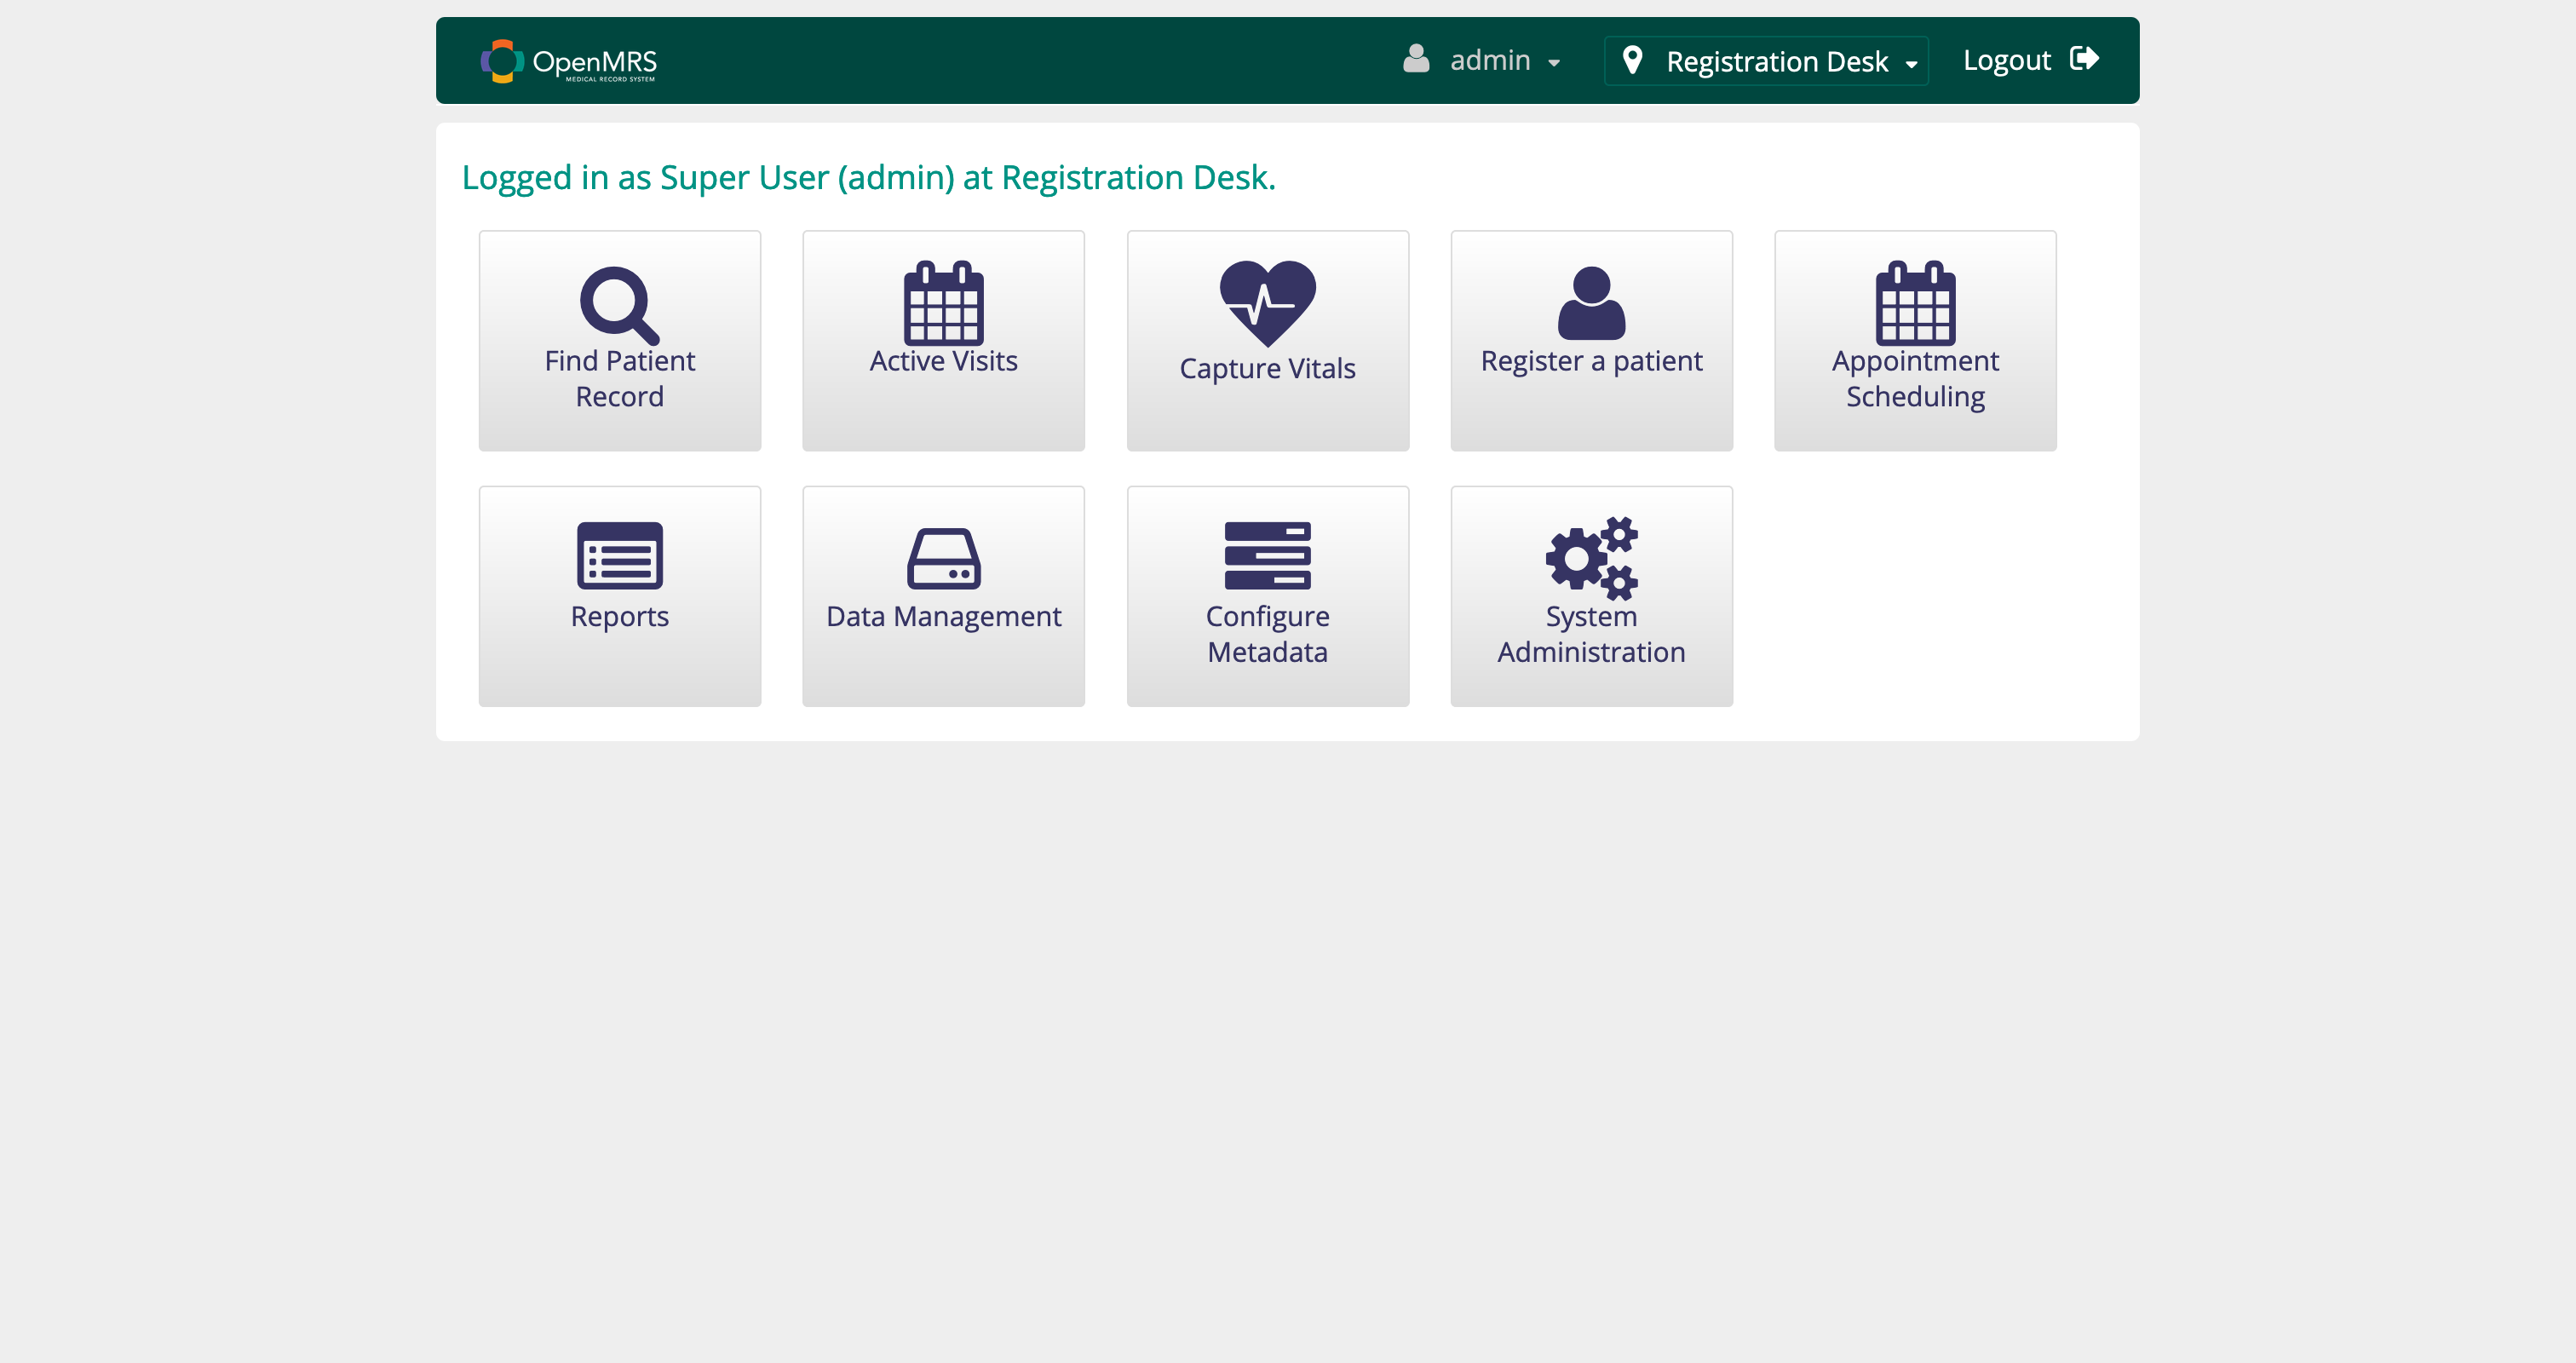 OpenMRS
MEDICAL RECORD SYSTEM
admin
Registration Desk
Logout
Logged in as Super User (admin) at Registration Desk.
Find Patient
Record
Active Visits
Capture Vitals
Register a patient
Appointment
Scheduling
Reports
Data Management
Configure
Metadata
System
Administration